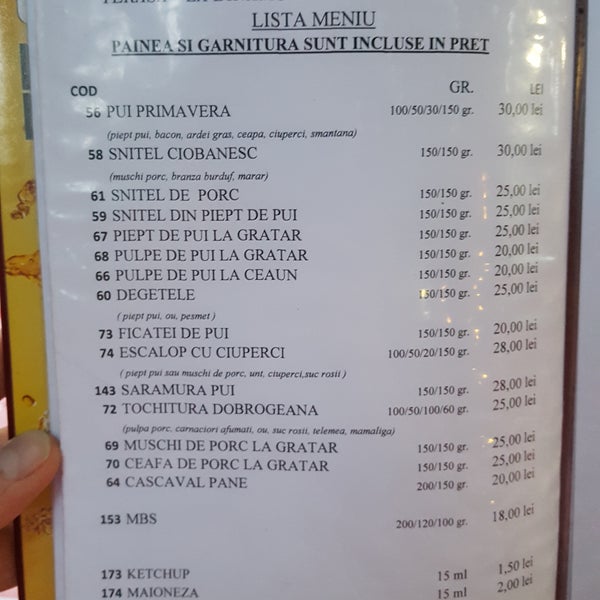 LISTA MENIU
PAINEA SI GARNITURA SUNT INCLUSE IN PRET
COD GR. LEI
56 PUI PRIMAVERA 100/50/30/150 gr. 30,00 lei
(piept pui, bacon, ardei gras, ceapa, ciuperci, smantana)
58 SNITEL CIOBANESC 150/150 gr. 30,00 lei
(muschi porc, branza burduf, marar)
61 SNITEL DE PORC 150/150 gr. 25,00 lei
59 SNITEL DIN PIEPT DE PUI 150/150 gr. 25,00 lei
67 PIEPT DE PUI LA GRATAR 150/150 gr. 25,00 lei
68 PULPE DE PUI LA GRATAR 150/150 gr. 20,00 lei
66 PULPE DE PUI LA CEAUN 150/150 gr. 20,00 lei
60 DEGETELE 150/150 gr. 25,00 lei
( piept pui, ou, pesmet )
73 FICATEI DE PUI 150/150 gr. 20,00 lei
74 ESCALOP CU CIUPERCI 100/50/20/150 gr. 28,00 lei
( piept pui sau muschi de porc, unt, ciuperci,suc rosii )
143 SARAMURA PUI 150/150 gr. 28,00 lei
72 TOCHITURA DOBROGEANA 100/50/100/60 gr. 25,00 lei
(pulpa porc, carnaciori afumati, ou, suc rosii, telemea, mamaliga)
69 MUSCHI DE PORC LA GRATAR 150/150 gr. 25,00 lei
70 CEAFA DE PORC LA GRATAR 150/150 gr. 25,00 lei
64 CASCAVAL PANE 200/150 gr. 20,00 lei
153 MBS 200/120/100 gr. 18,00 lei
173 KETCHUP 15 ml 1,50 lei
174 MAIONEZA 15 ml 2,00 lei